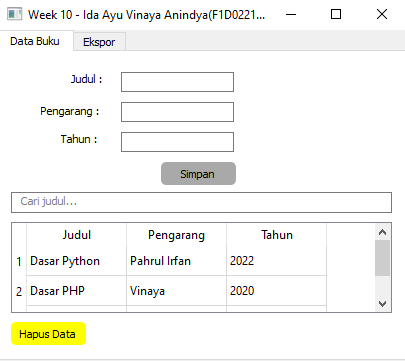 Week 10 - Ida Ayu Vinaya Anindya(F1D0221...
Data Buku Ekspor
Judul :
Pengarang :
Tahun :
Simpan
Cari judul...
Judul Pengarang Tahun
1 Dasar Python Pahrul Irfan 2022
2 Dasar PHP Vinaya 2020
Hapus Data